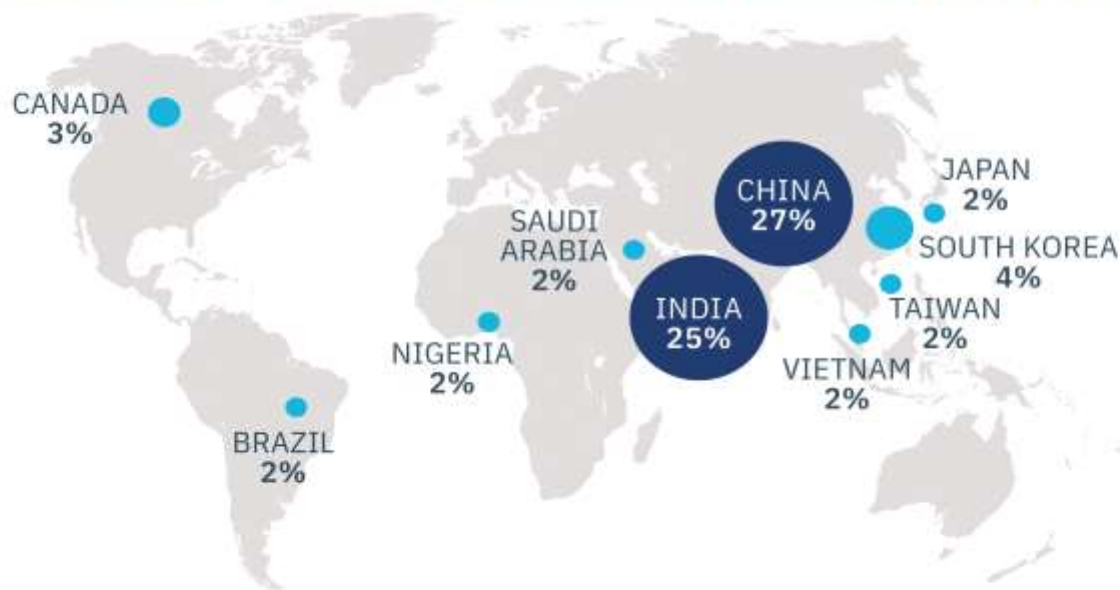 CANADA
3%
JAPAN
2%
CHINA
27%
SAUDI
ARABIA
2%
SOUTH KOREA
4%
INDIA
25%
TAIWAN
2%
NIGERIA
2%
VIETNAM
2%
BRAZIL
2%